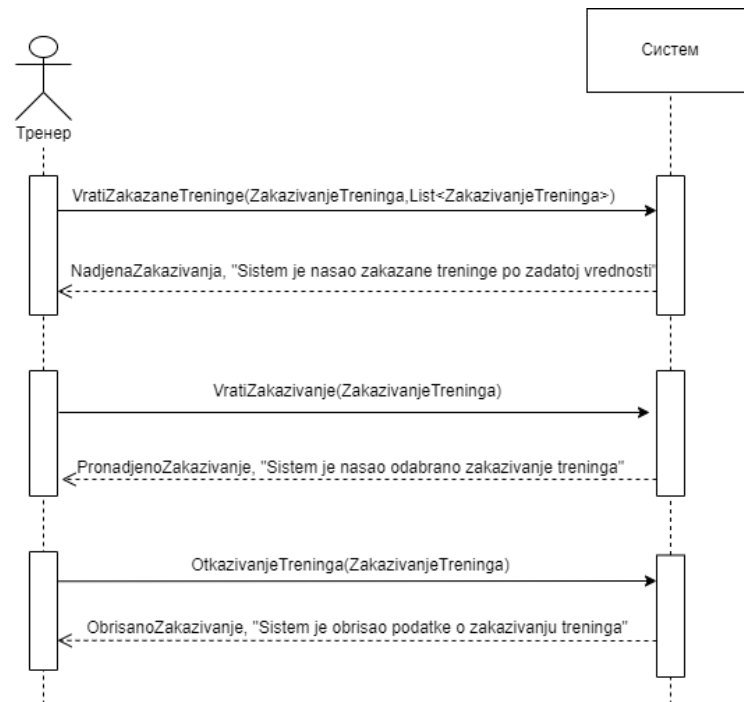 Систем
Тренер
VratiZakazaneTreninge(ZakazivanjeTreninga,List<ZakazivanjeTreninga>)
NadjenaZakazivanja, "Sistem je nasao zakazane treninge po zadatoj vrednosti"
VratiZakazivanje(ZakazivanjeTreninga)
PronadjenoZakazivanje, "Sistem je nasao odabrano zakazivanje treninga"
OtkazivanjeTreninga(ZakazivanjeTreninga)
ObrisanoZakazivanje, "Sistem je obrisao podatke o zakazivanju treninga"